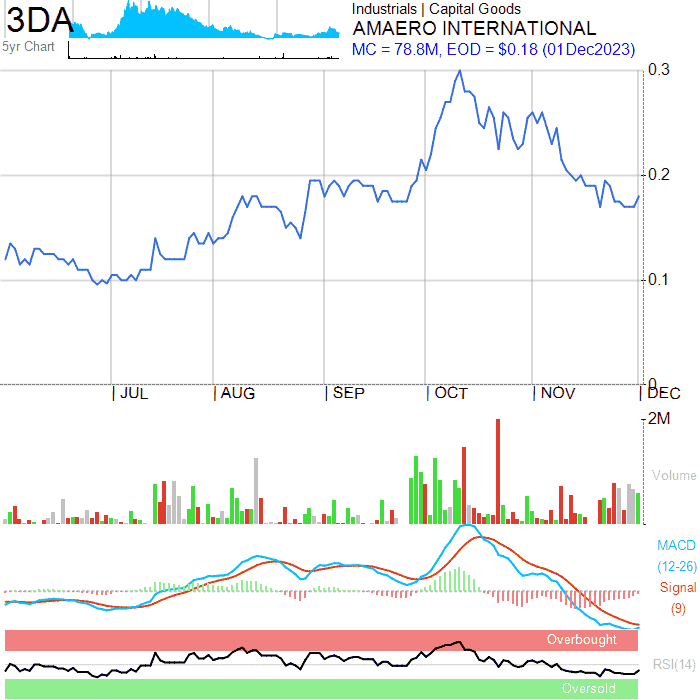 3DA
5yr Chart
Industrials | Capital Goods
AMAERO INTERNATIONAL
MC = 78.8M, EOD = $0.18 (01Dec2023)
0.3
0.2
0.1
0
JUL
AUG
SEP
OCT
NOV
DEC
2M
Volume
MACD
(12-26)
Signal
(9)
Overbought
RSI(14)
Oversold